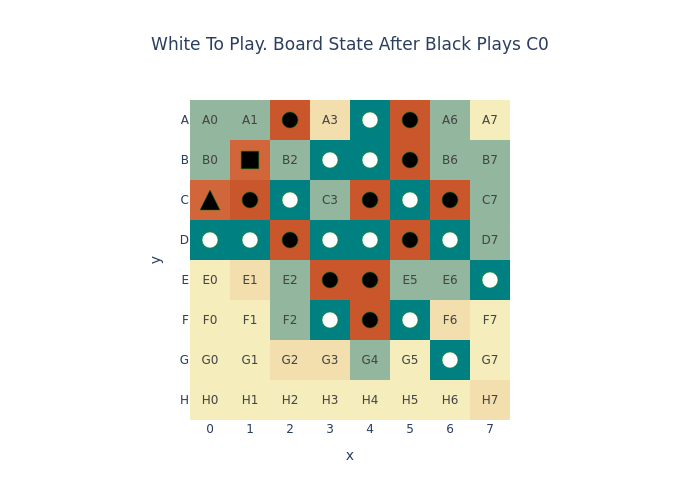 White To Play. Board State After Black Plays C0
A A0 A1 A3 A6 A7
B B0 B2 B6 B7
C C3 C7
D D7
E E0 E1 E2 E5 E6
F F0 F1 F2 F6 F7
G G0 G1 G2 G3 G4 G5 G7
H H0 H1 H2 H3 H4 H5 H6 H7
0 1 2 3 4 5 6 7
x
y